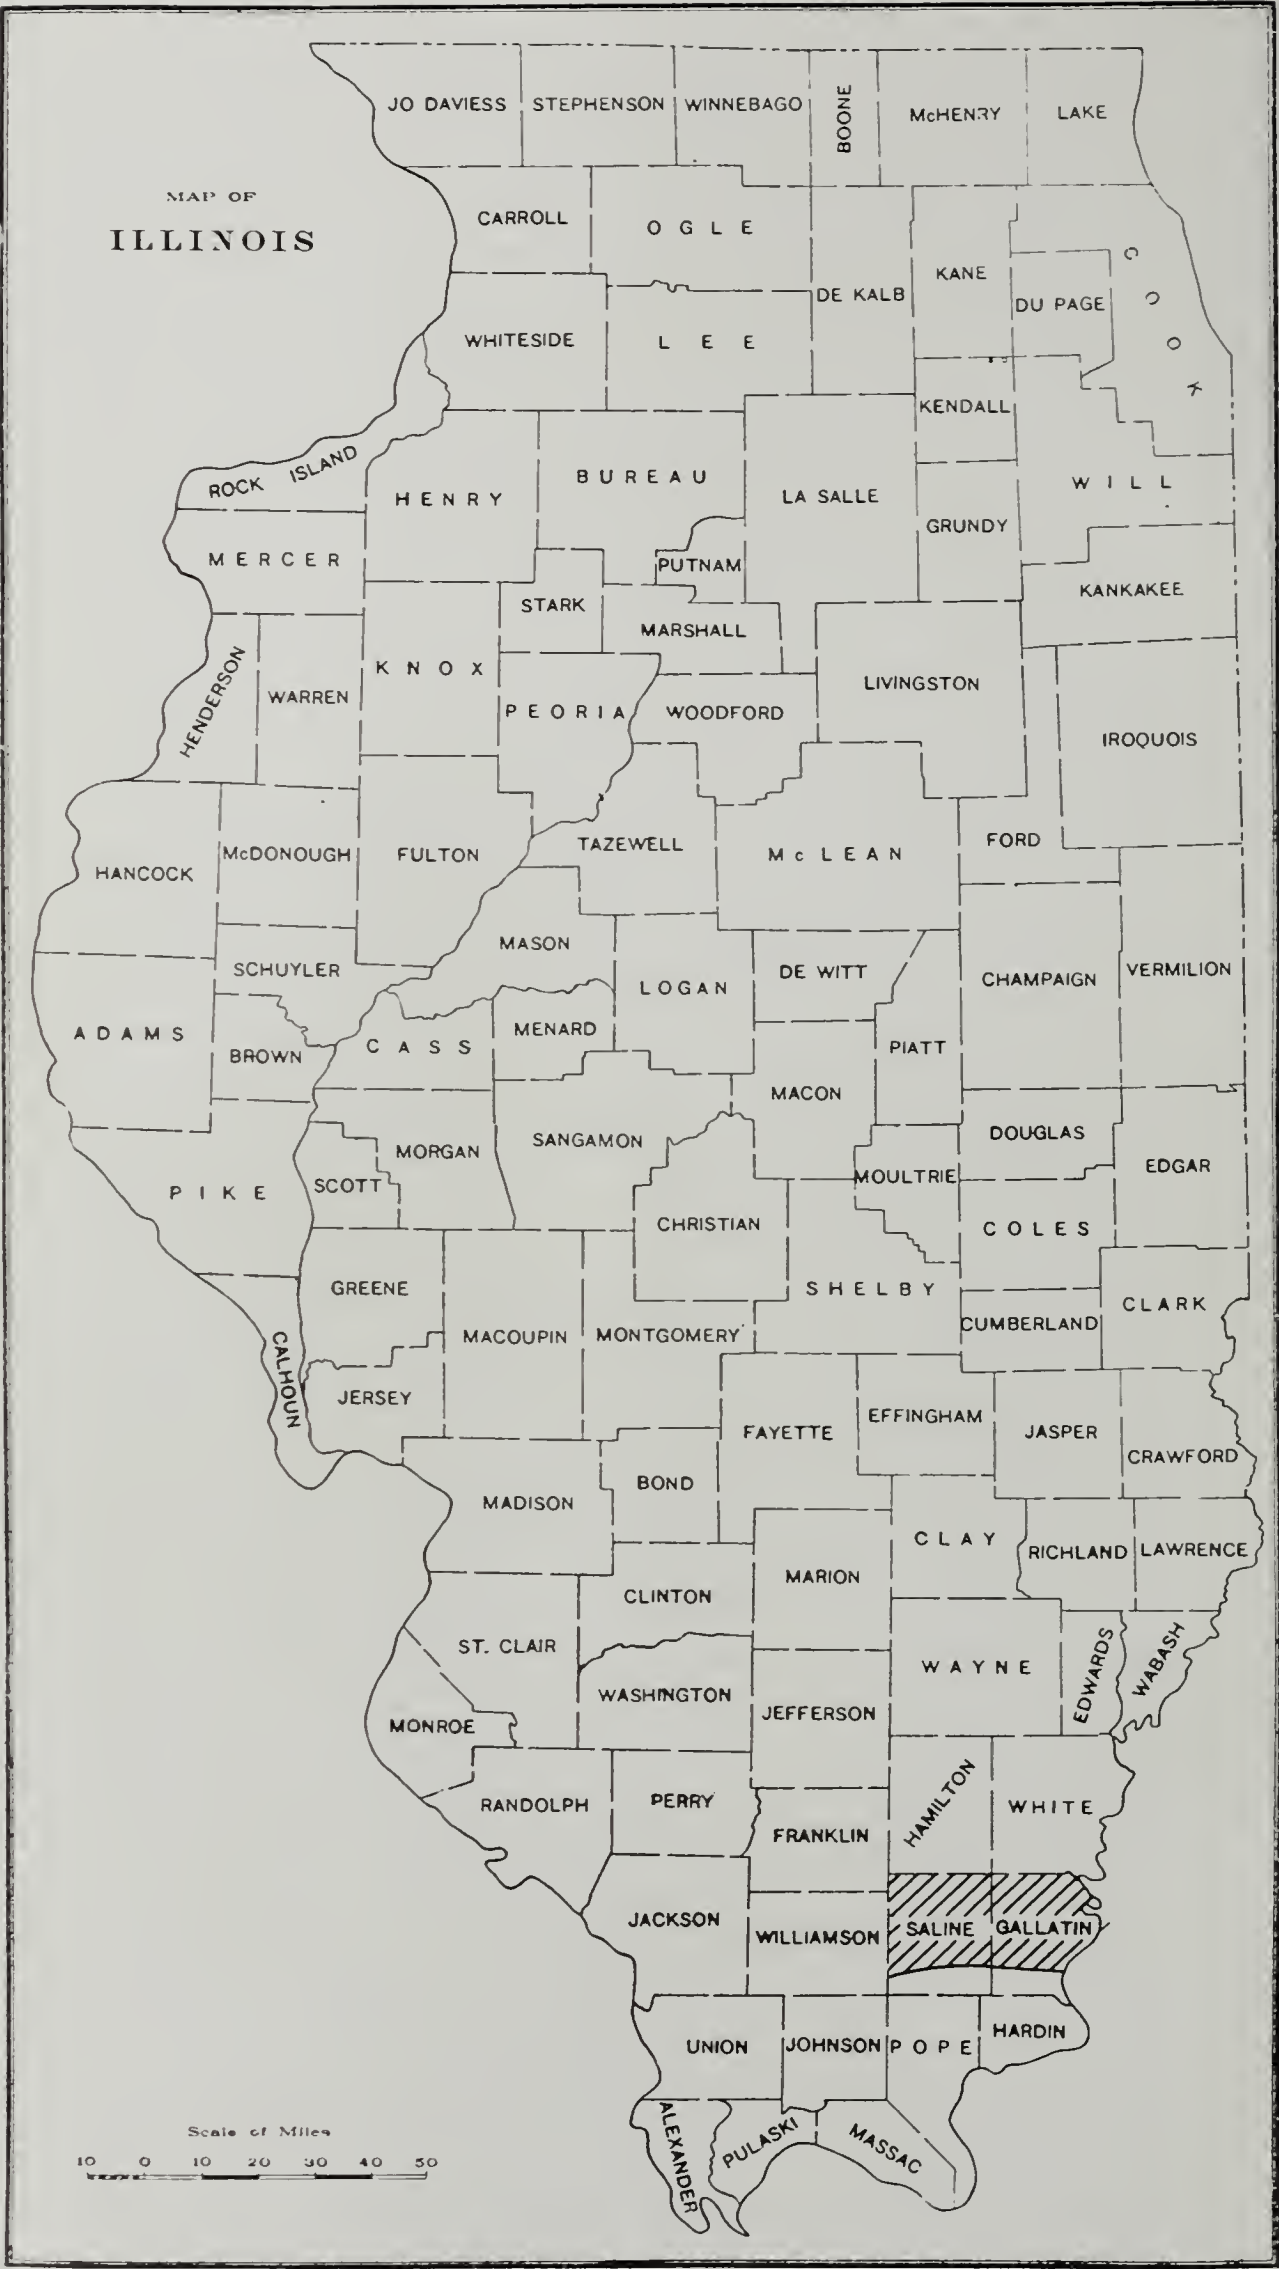 MAP OF
ILLINOIS
JO DAVIESS
STEPHENSON
WINNEBAGO
BOONE
McHENRY
LAKE
CARROLL
OGLE
DE KALB
KANE
DU PAGE
COOK
WHITESIDE
LEE
KENDALL
ROCK ISLAND
HENRY
BUREAU
LA SALLE
GRUNDY
WILL
MERCER
PUTNAM
KANKAKEE
STARK
MARSHALL
HENDERSON
WARREN
KNOX
PEORIA
WOODFORD
LIVINGSTON
IROQUOIS
HANCOCK
McDONOUGH
FULTON
TAZEWELL
McLEAN
FORD
SCHUYLER
MASON
LOGAN
DE WITT
CHAMPAIGN
VERMILION
ADAMS
BROWN
CASS
MENARD
MACON
PIATT
PIKE
SCOTT
MORGAN
SANGAMON
CHRISTIAN
MOULTRIE
DOUGLAS
EDGAR
COLES
GREENE
MACOUPIN
MONTGOMERY
SHELBY
CUMBERLAND
CLARK
CALHOUN
JERSEY
FAYETTE
EFFINGHAM
JASPER
CRAWFORD
MADISON
BOND
CLAY
RICHLAND
LAWRENCE
MARION
CLINTON
ST. CLAIR
WASHINGTON
JEFFERSON
WAYNE
EDWARDS
WABASH
MONROE
RANDOLPH
PERRY
FRANKLIN
HAMILTON
WHITE
JACKSON
WILLIAMSON
SALINE
GALLATIN
UNION
JOHNSON
POPE
HARDIN
ALEXANDER
PULASKI
MASSAC
Scale of Miles
10 0 10 20 30 40 50